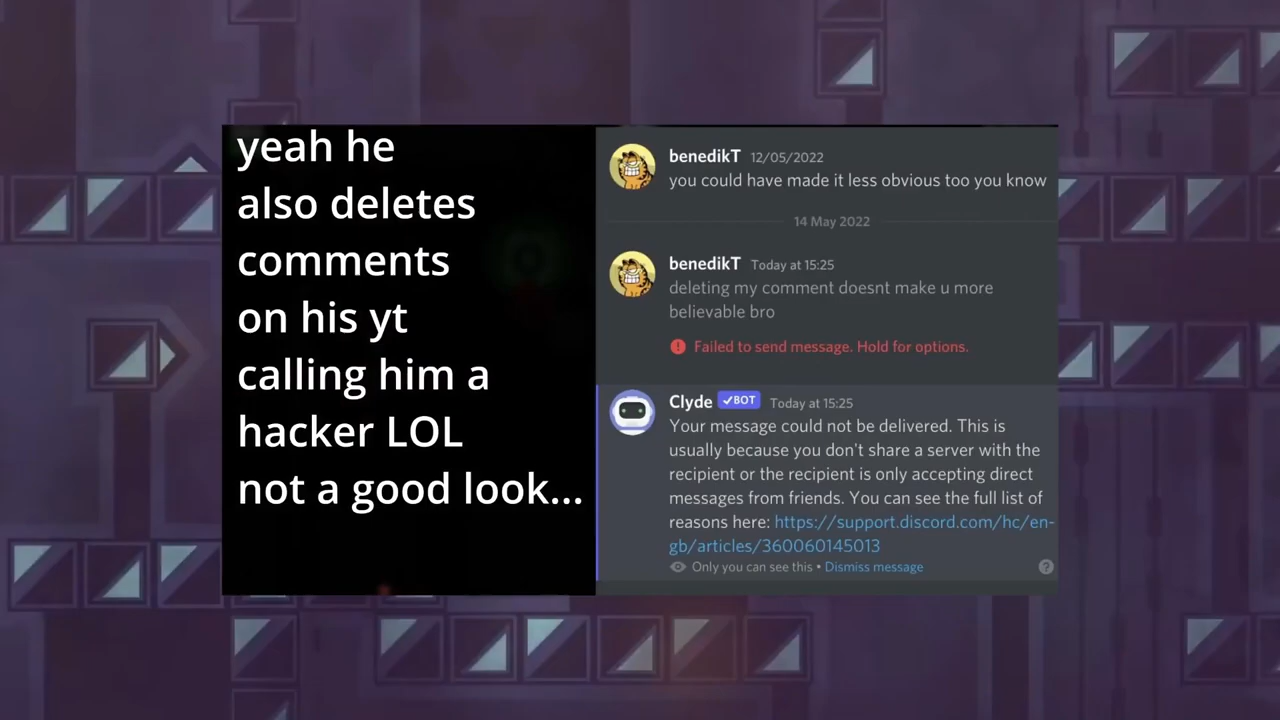 yeah he
also deletes
comments
on his yt
calling him a
hacker LOL
not a good look...
benedikT 12/05/2022
you could have made it less obvious too you know
14 May 2022
benedikT Today at 15:25
deleting my comment doesnt make u more
believable bro
Failed to send message. Hold for options.
Clyde ✓BOT Today at 15:25
Your message could not be delivered. This is
usually because you don't share a server with the
recipient or the recipient is only accepting direct
messages from friends. You can see the full list of
reasons here: https://support.discord.com/hc/en-
gb/articles/360060145013
Only you can see this • Dismiss message